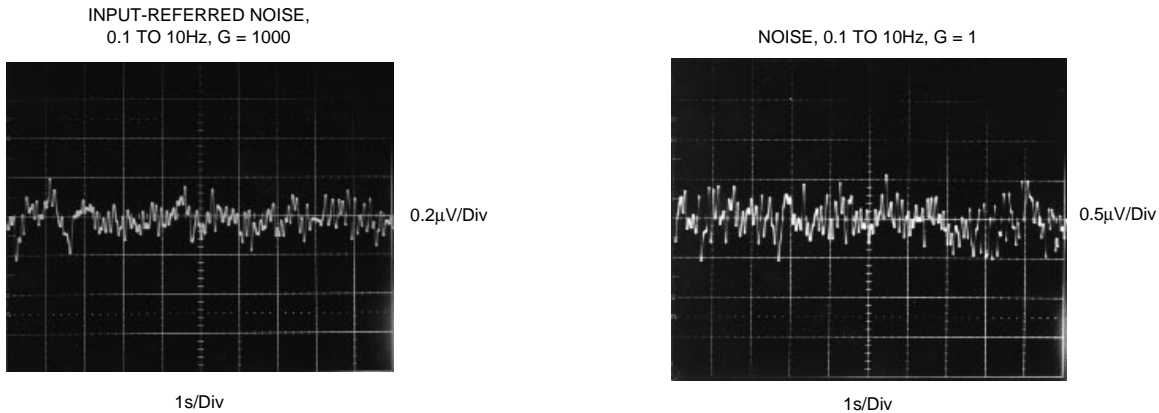 INPUT-REFERRED NOISE,
0.1 TO 10Hz, G = 1000
0.2µV/Div
1s/Div
NOISE, 0.1 TO 10Hz, G = 1
0.5µV/Div
1s/Div